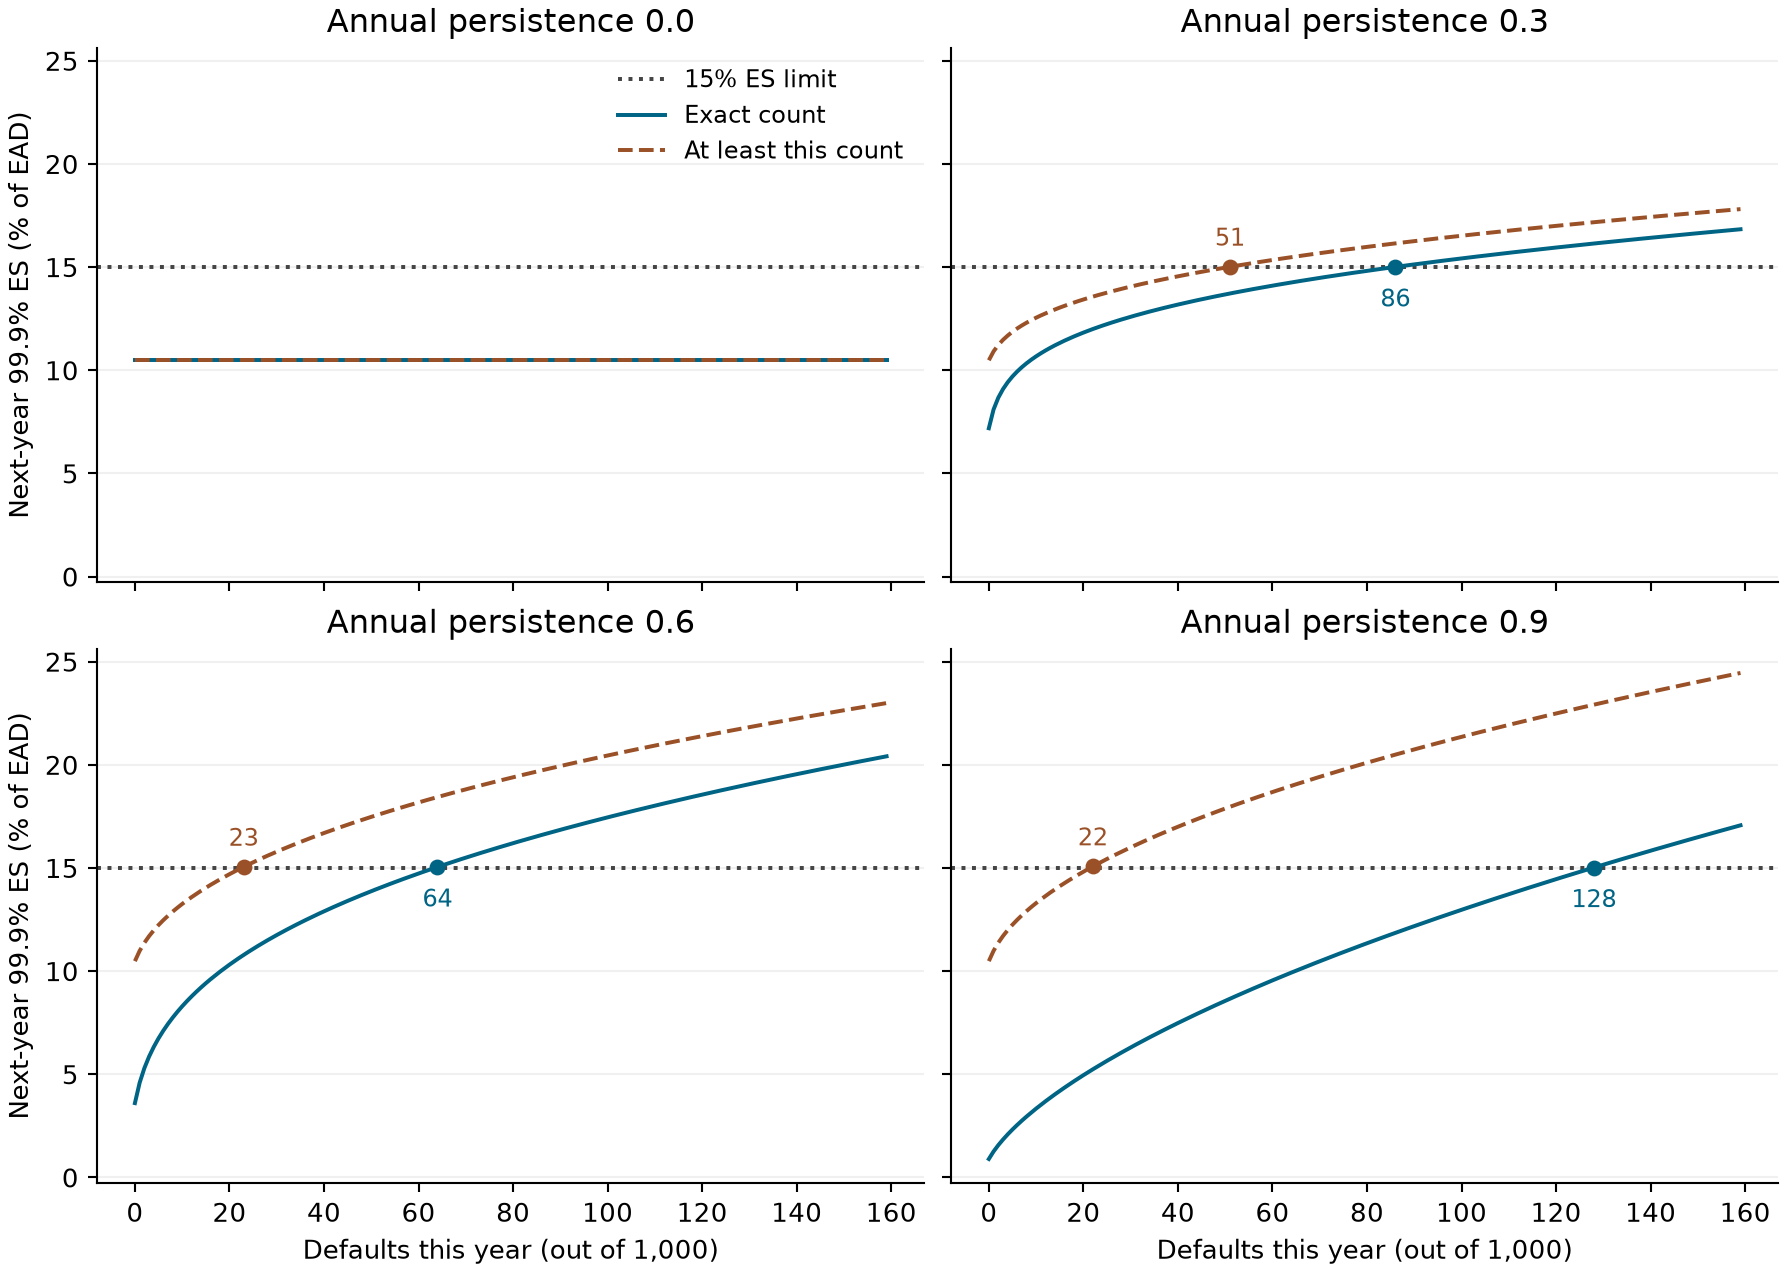 Annual persistence 0.0
Next-year 99.9% ES (% of EAD)
25
20
15
10
5
0
15% ES limit
Exact count
At least this count
Annual persistence 0.3
51
86
Annual persistence 0.6
Next-year 99.9% ES (% of EAD)
25
20
15
10
5
0
23
64
0 20 40 60 80 100 120 140 160
Defaults this year (out of 1,000)
Annual persistence 0.9
22
128
0 20 40 60 80 100 120 140 160
Defaults this year (out of 1,000)